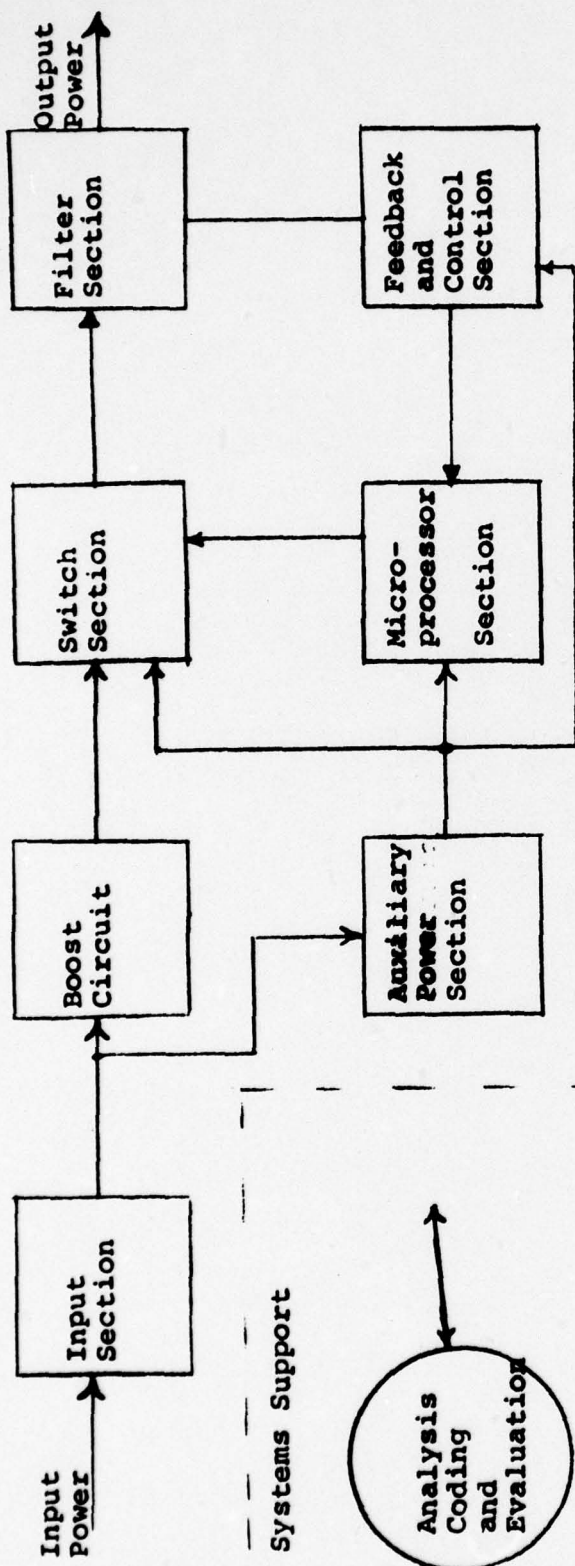 Input
Power
Input
Section
Boost
Circuit
Switch
Section
Filter
Section
Output
Power
Systems Support
Analysis
Coding
and
Evaluation
Auxiliary
Power
Section
Micro-
processor
Section
Feedback
and
Control
Section